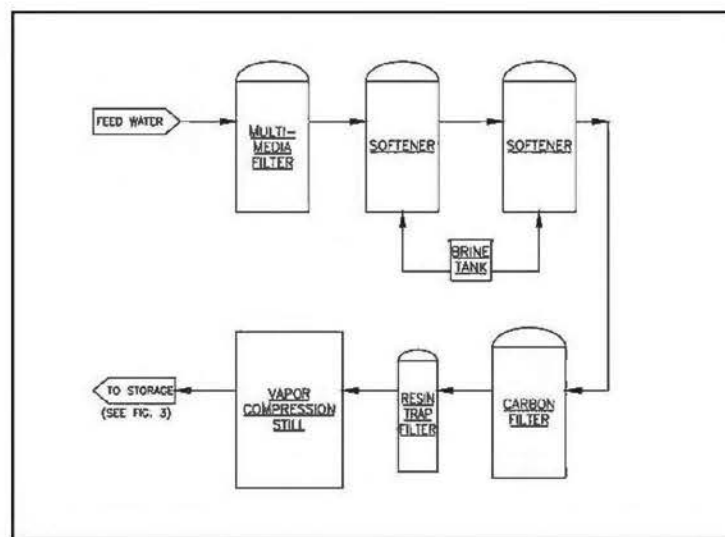 FEED WATER
MULTI-
MEDIA
FILTER
SOFTENER
SOFTENER
BRINE
TANK
TO STORAGE
(SEE FIG. 3)
VAPOR
COMPRESSION
STILL
RESIN
TRAP
FILTER
CARBON
FILTER